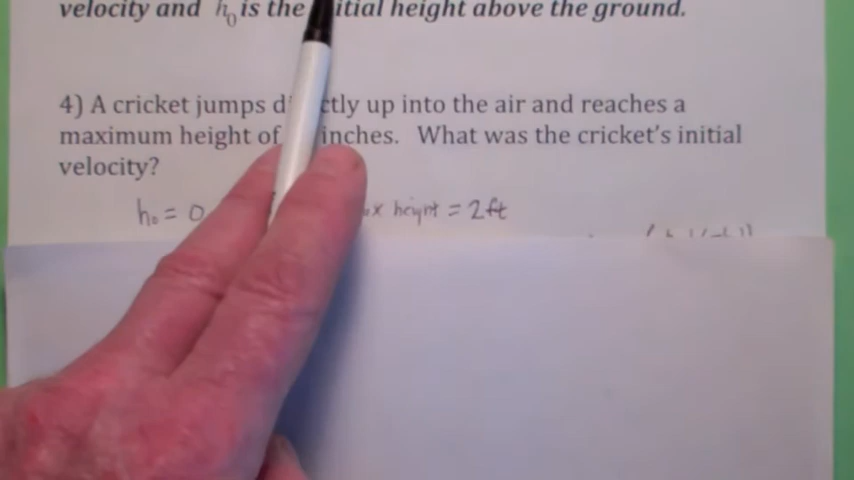 velocity and h0 is the itial height above the ground.
4) A cricket jumps d ctly up into the air and reaches a
maximum height of inches. What was the cricket's initial
velocity?
h0 = 0 x height = 2ft